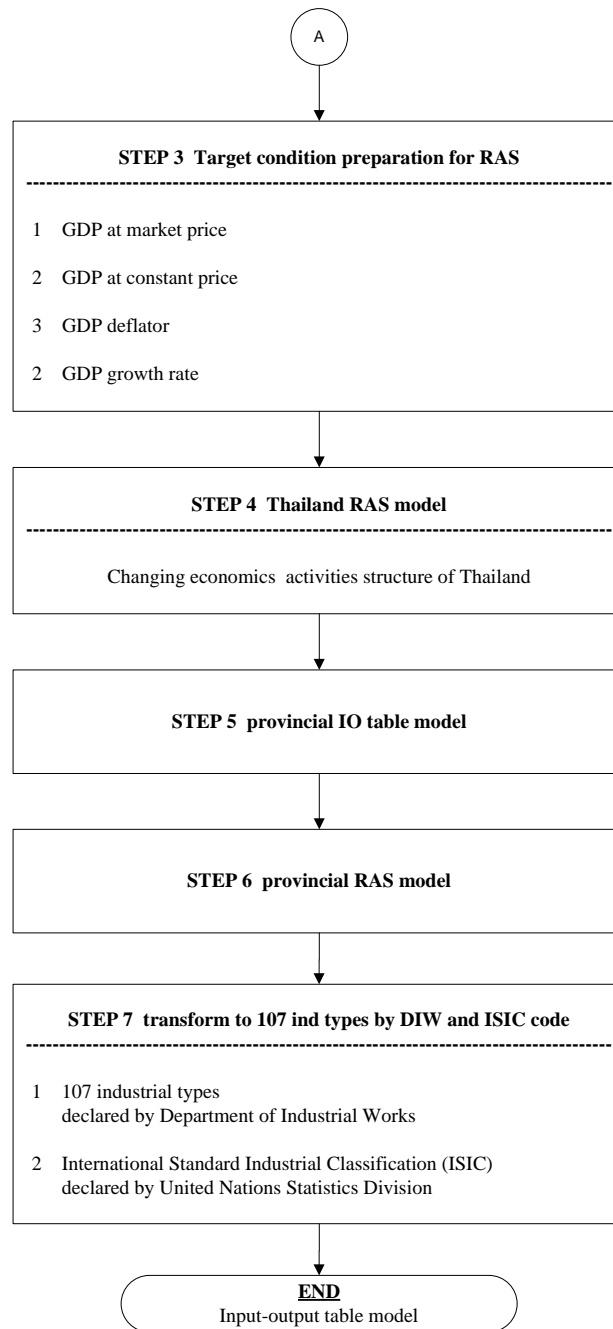 A
STEP 3 Target condition preparation for RAS
1 GDP at market price
2 GDP at constant price
3 GDP deflator
2 GDP growth rate
STEP 4 Thailand RAS model
Changing economics activities structure of Thailand
STEP 5 provincial IO table model
STEP 6 provincial RAS model
STEP 7 transform to 107 ind types by DIW and ISIC code
1 107 industrial types
declared by Department of Industrial Works
2 International Standard Industrial Classification (ISIC)
declared by United Nations Statistics Division
END
Input-output table model